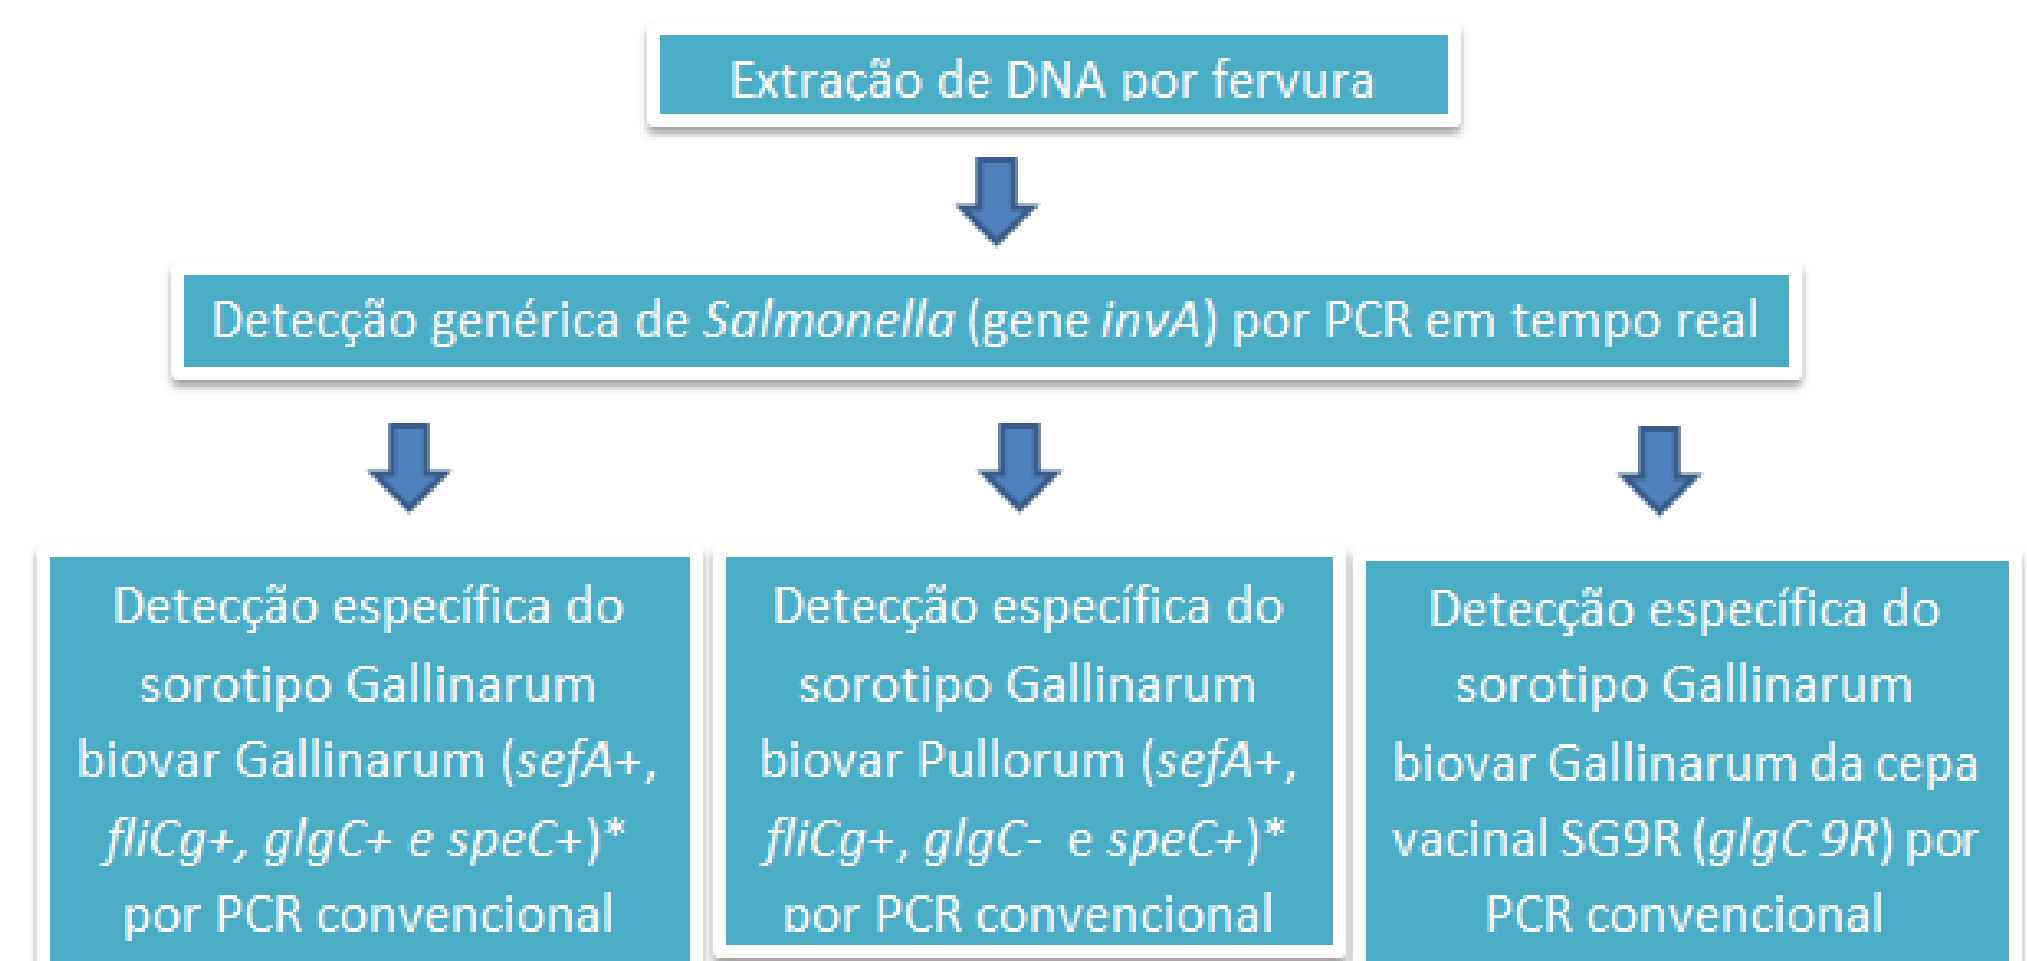 Extração de DNA por fervura
Detecção genérica de Salmonella (gene invA) por PCR em tempo real
Detecção específica do
sorotipo Gallinarum
biovar Gallinarum (sefA+,
fliCg+, glgC+ e speC+)*
por PCR convencional
Detecção específica do
sorotipo Gallinarum
biovar Pullorum (sefA+,
fliCg+, glgC- e speC+)*
por PCR convencional
Detecção específica do
sorotipo Gallinarum
biovar Gallinarum da cepa
vacinal SG9R (glgC 9R) por
PCR convencional